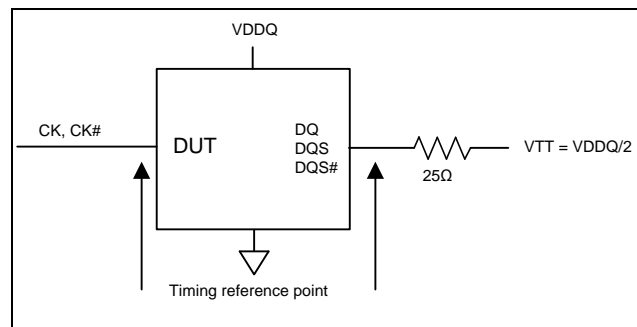 VDDQ
CK, CK#
DUT
DQ
DQS
DQS#
25Ω
VTT = VDDQ/2
Timing reference point